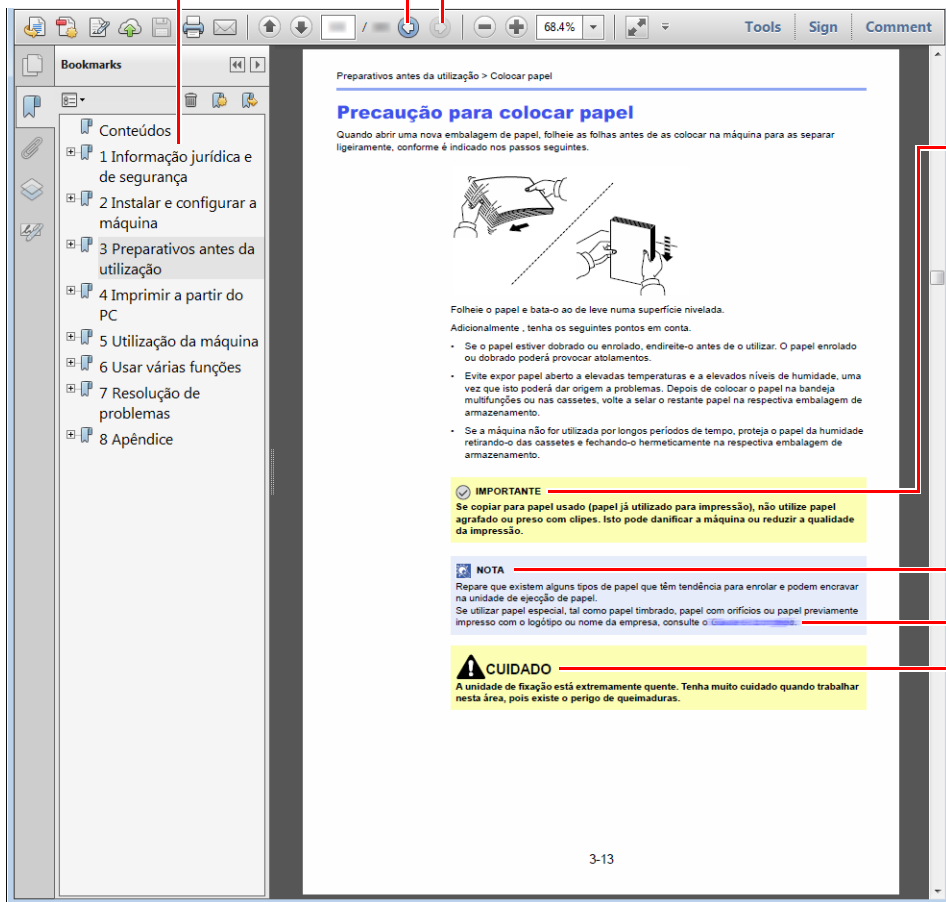 /
68.4%
Tools
Sign
Comment
Bookmarks
Conteúdos
1 Informação jurídica e
de segurança
2 Instalar e configurar a
máquina
3 Preparativos antes da
utilização
4 Imprimir a partir do
PC
5 Utilização da máquina
6 Usar várias funções
7 Resolução de
problemas
8 Apêndice
Preparativos antes da utilização > Colocar papel
Precaução para colocar papel
Quando abrir uma nova embalagem de papel, folheie as folhas antes de as colocar na máquina para as separar
ligeiramente, conforme é indicado nos passos seguintes.
Folheie o papel e bata-o ao de leve numa superfície nivelada.
Adicionalmente , tenha os seguintes pontos em conta.
• Se o papel estiver dobrado ou enrolado, endireite-o antes de o utilizar. O papel enrolado
ou dobrado poderá provocar atolamentos.
• Evite expor papel aberto a elevadas temperaturas e a elevados níveis de humidade, uma
vez que isto poderá dar origem a problemas. Depois de colocar o papel na bandeja
multifunções ou nas cassetes, volte a selar o restante papel na respectiva embalagem de
armazenamento.
• Se a máquina não for utilizada por longos períodos de tempo, proteja o papel da humidade
retirando-o das cassetes e fechando-o hermeticamente na respectiva embalagem de
armazenamento.
IMPORTANTE
Se copiar para papel usado (papel já utilizado para impressão), não utilize papel
agrafado ou preso com clipes. Isto pode danificar a máquina ou reduzir a qualidade
da impressão.
NOTA
Repare que existem alguns tipos de papel que têm tendência para enrolar e podem encravar
na unidade de ejecção de papel.
Se utilizar papel especial, tal como papel timbrado, papel com orifícios ou papel previamente
impresso com o logótipo ou nome da empresa, consulte o
CUIDADO
A unidade de fixação está extremamente quente. Tenha muito cuidado quando trabalhar
nesta área, pois existe o perigo de queimaduras.
3-13